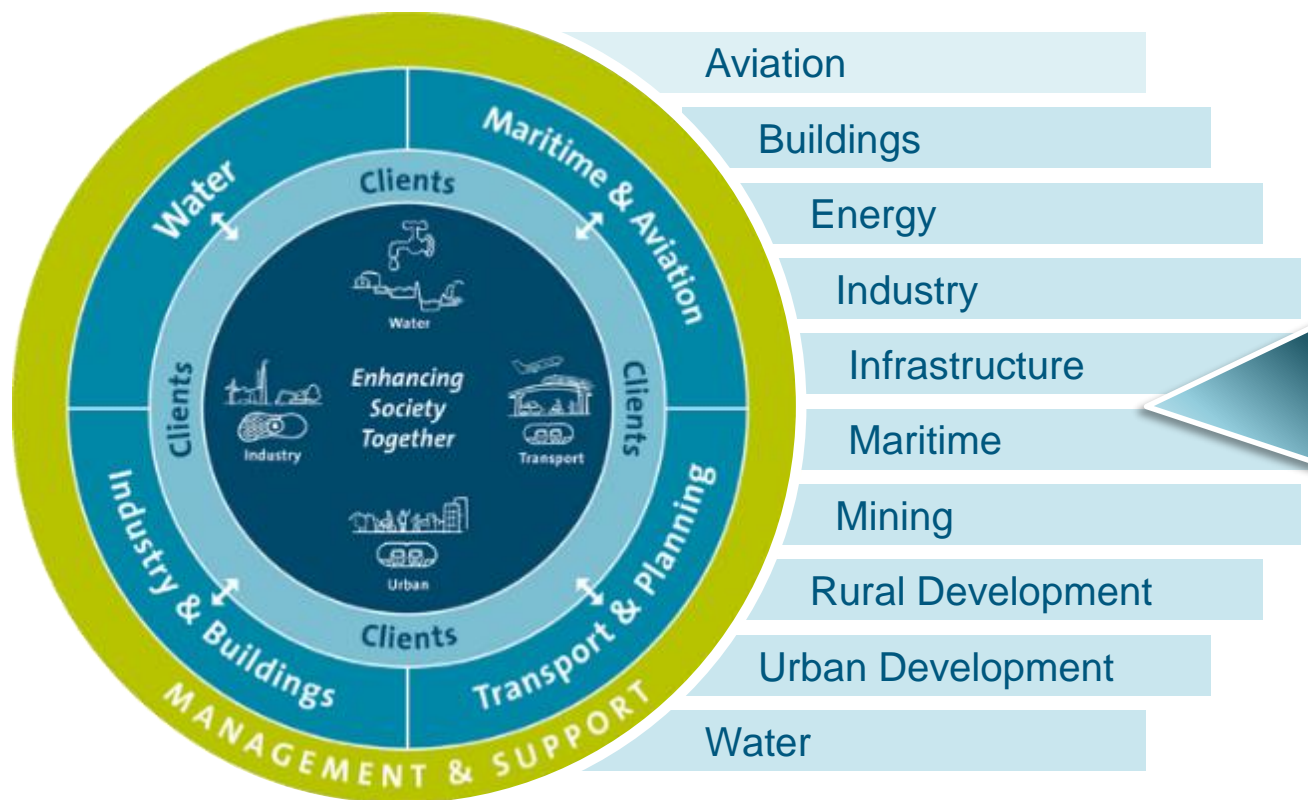 Water
Maritime & Aviation
Industry & Buildings
Transport & Planning
MANAGEMENT & SUPPORT
Clients
Clients
Clients
Clients
Water
Industry
Enhancing
Society
Together
Transport
Urban
Aviation
Buildings
Energy
Industry
Infrastructure
Maritime
Mining
Rural Development
Urban Development
Water